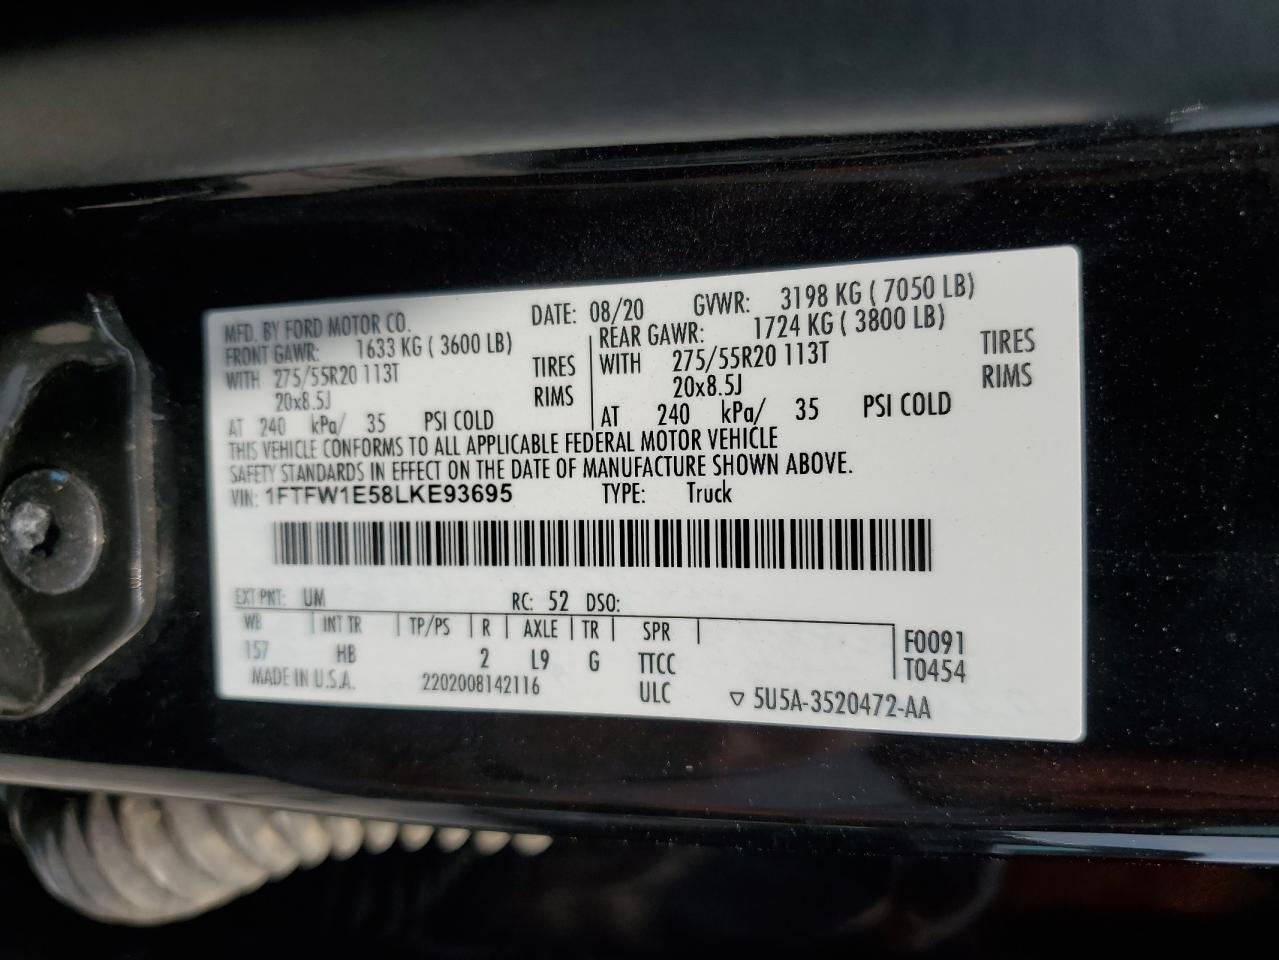 MFD. BY FORD MOTOR CO. DATE: 08/20 GVWR: 3198 KG ( 7050 LB)
FRONT GAWR: 1633 KG ( 3600 LB) REAR GAWR: 1724 KG ( 3800 LB)
WITH 275/55R20 113T TIRES WITH 275/55R20 113T TIRES
20x8.5J RIMS 20x8.5J RIMS
AT 240 kPa/ 35 PSI COLD AT 240 kPa/ 35 PSI COLD
THIS VEHICLE CONFORMS TO ALL APPLICABLE FEDERAL MOTOR VEHICLE
SAFETY STANDARDS IN EFFECT ON THE DATE OF MANUFACTURE SHOWN ABOVE.
VIN: 1FTFW1E58LKE93695 TYPE: Truck
EXT PNT: UM RC: 52 DSO:
WB INT TR TP/PS R AXLE TR SPR F0091
157 HB 2 L9 G TTCC T0454
MADE IN U.S.A. 2202008142116 ULC ▽ 5U5A-3520472-AA